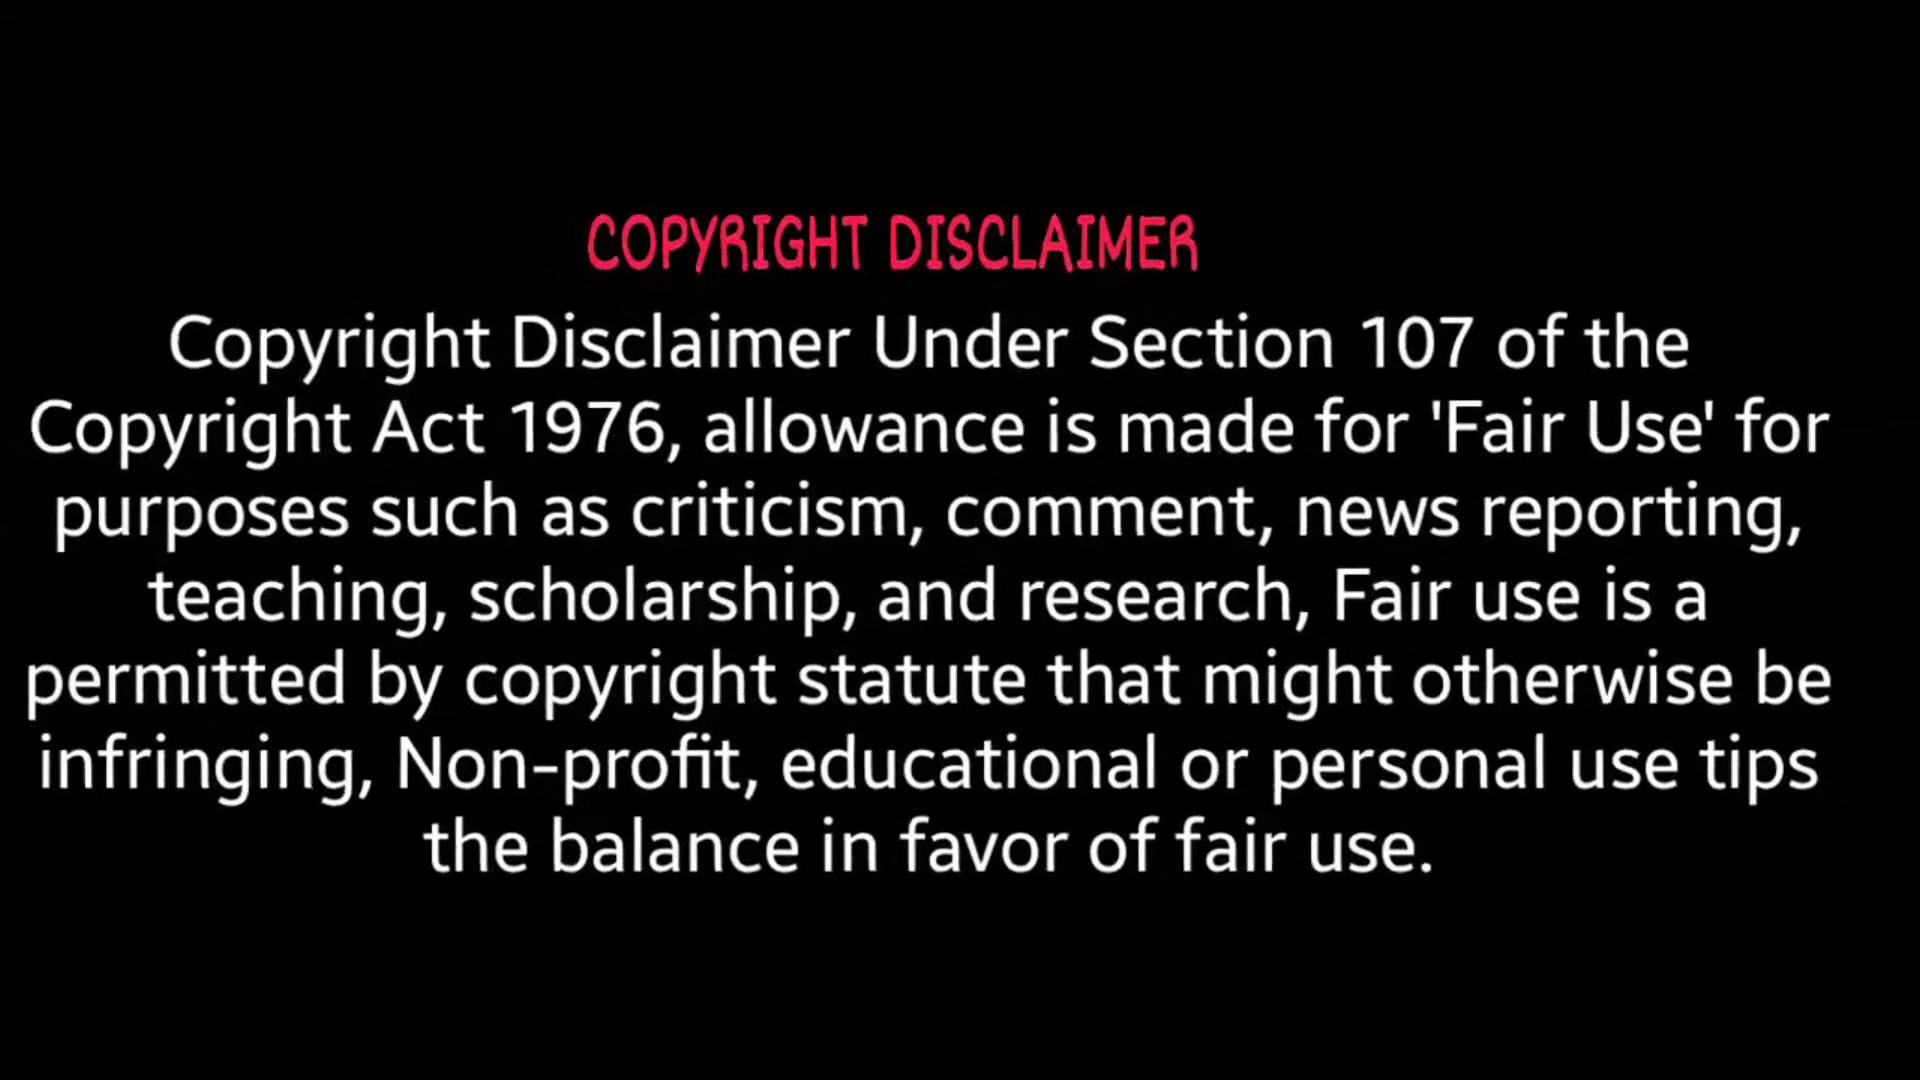 COPYRIGHT DISCLAIMER
Copyright Disclaimer Under Section 107 of the
Copyright Act 1976, allowance is made for 'Fair Use' for
purposes such as criticism, comment, news reporting,
teaching, scholarship, and research, Fair use is a
permitted by copyright statute that might otherwise be
infringing, Non-profit, educational or personal use tips
the balance in favor of fair use.